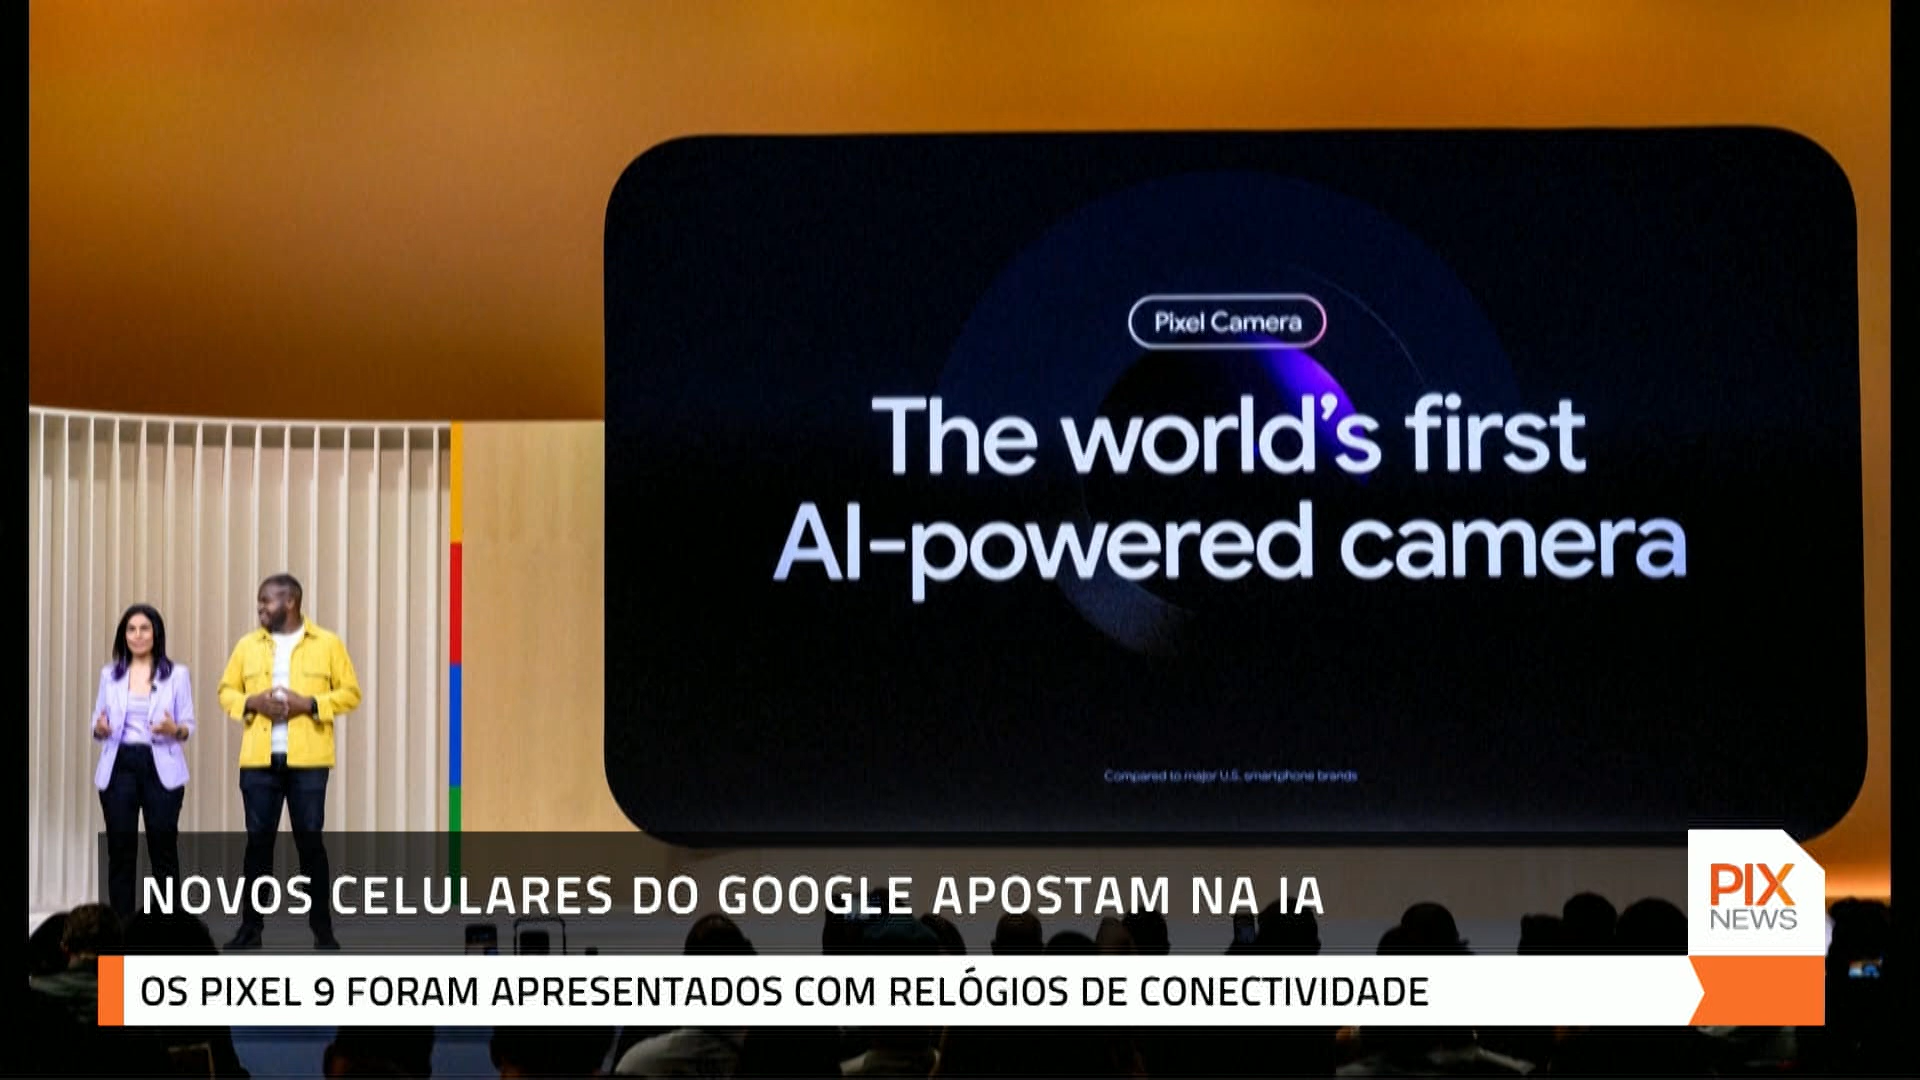 Pixel Camera
The world's first
AI-powered camera
Compared to major U.S. smartphone brands
NOVOS CELULARES DO GOOGLE APOSTAM NA IA
PIX
NEWS
OS PIXEL 9 FORAM APRESENTADOS COM RELÓGIOS DE CONECTIVIDADE